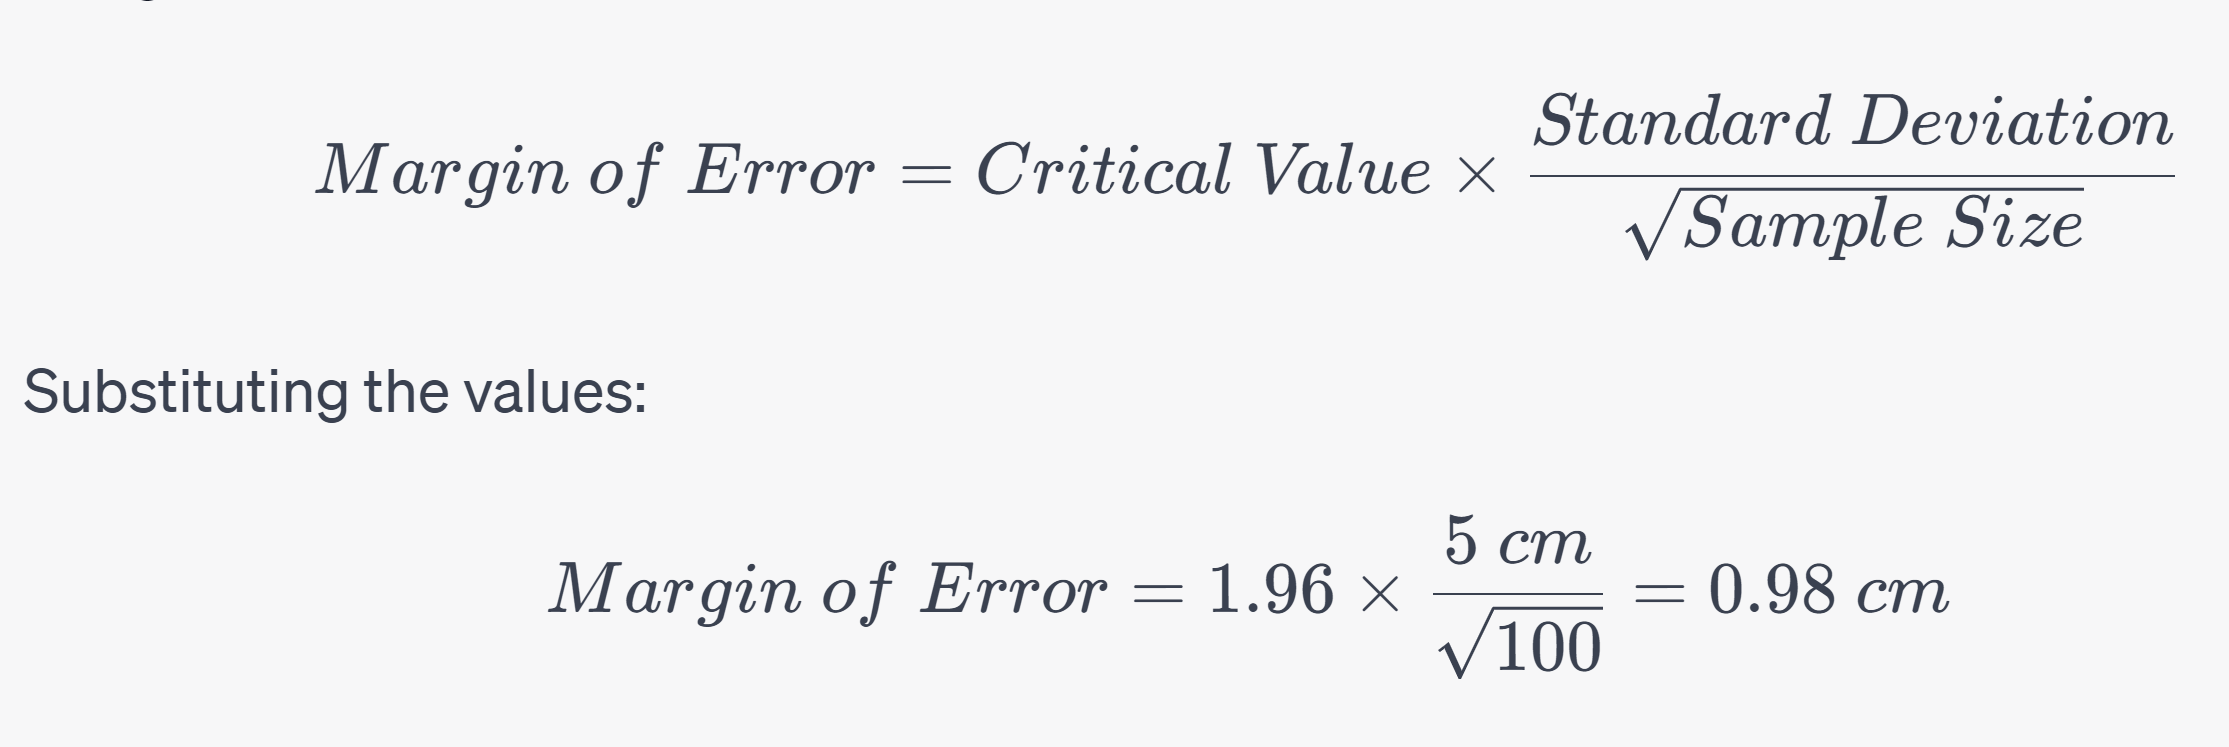 Margin of Error = Critical Value × Standard Deviation / √Sample Size
Substituting the values:
Margin of Error = 1.96 × 5 cm / √100 = 0.98 cm